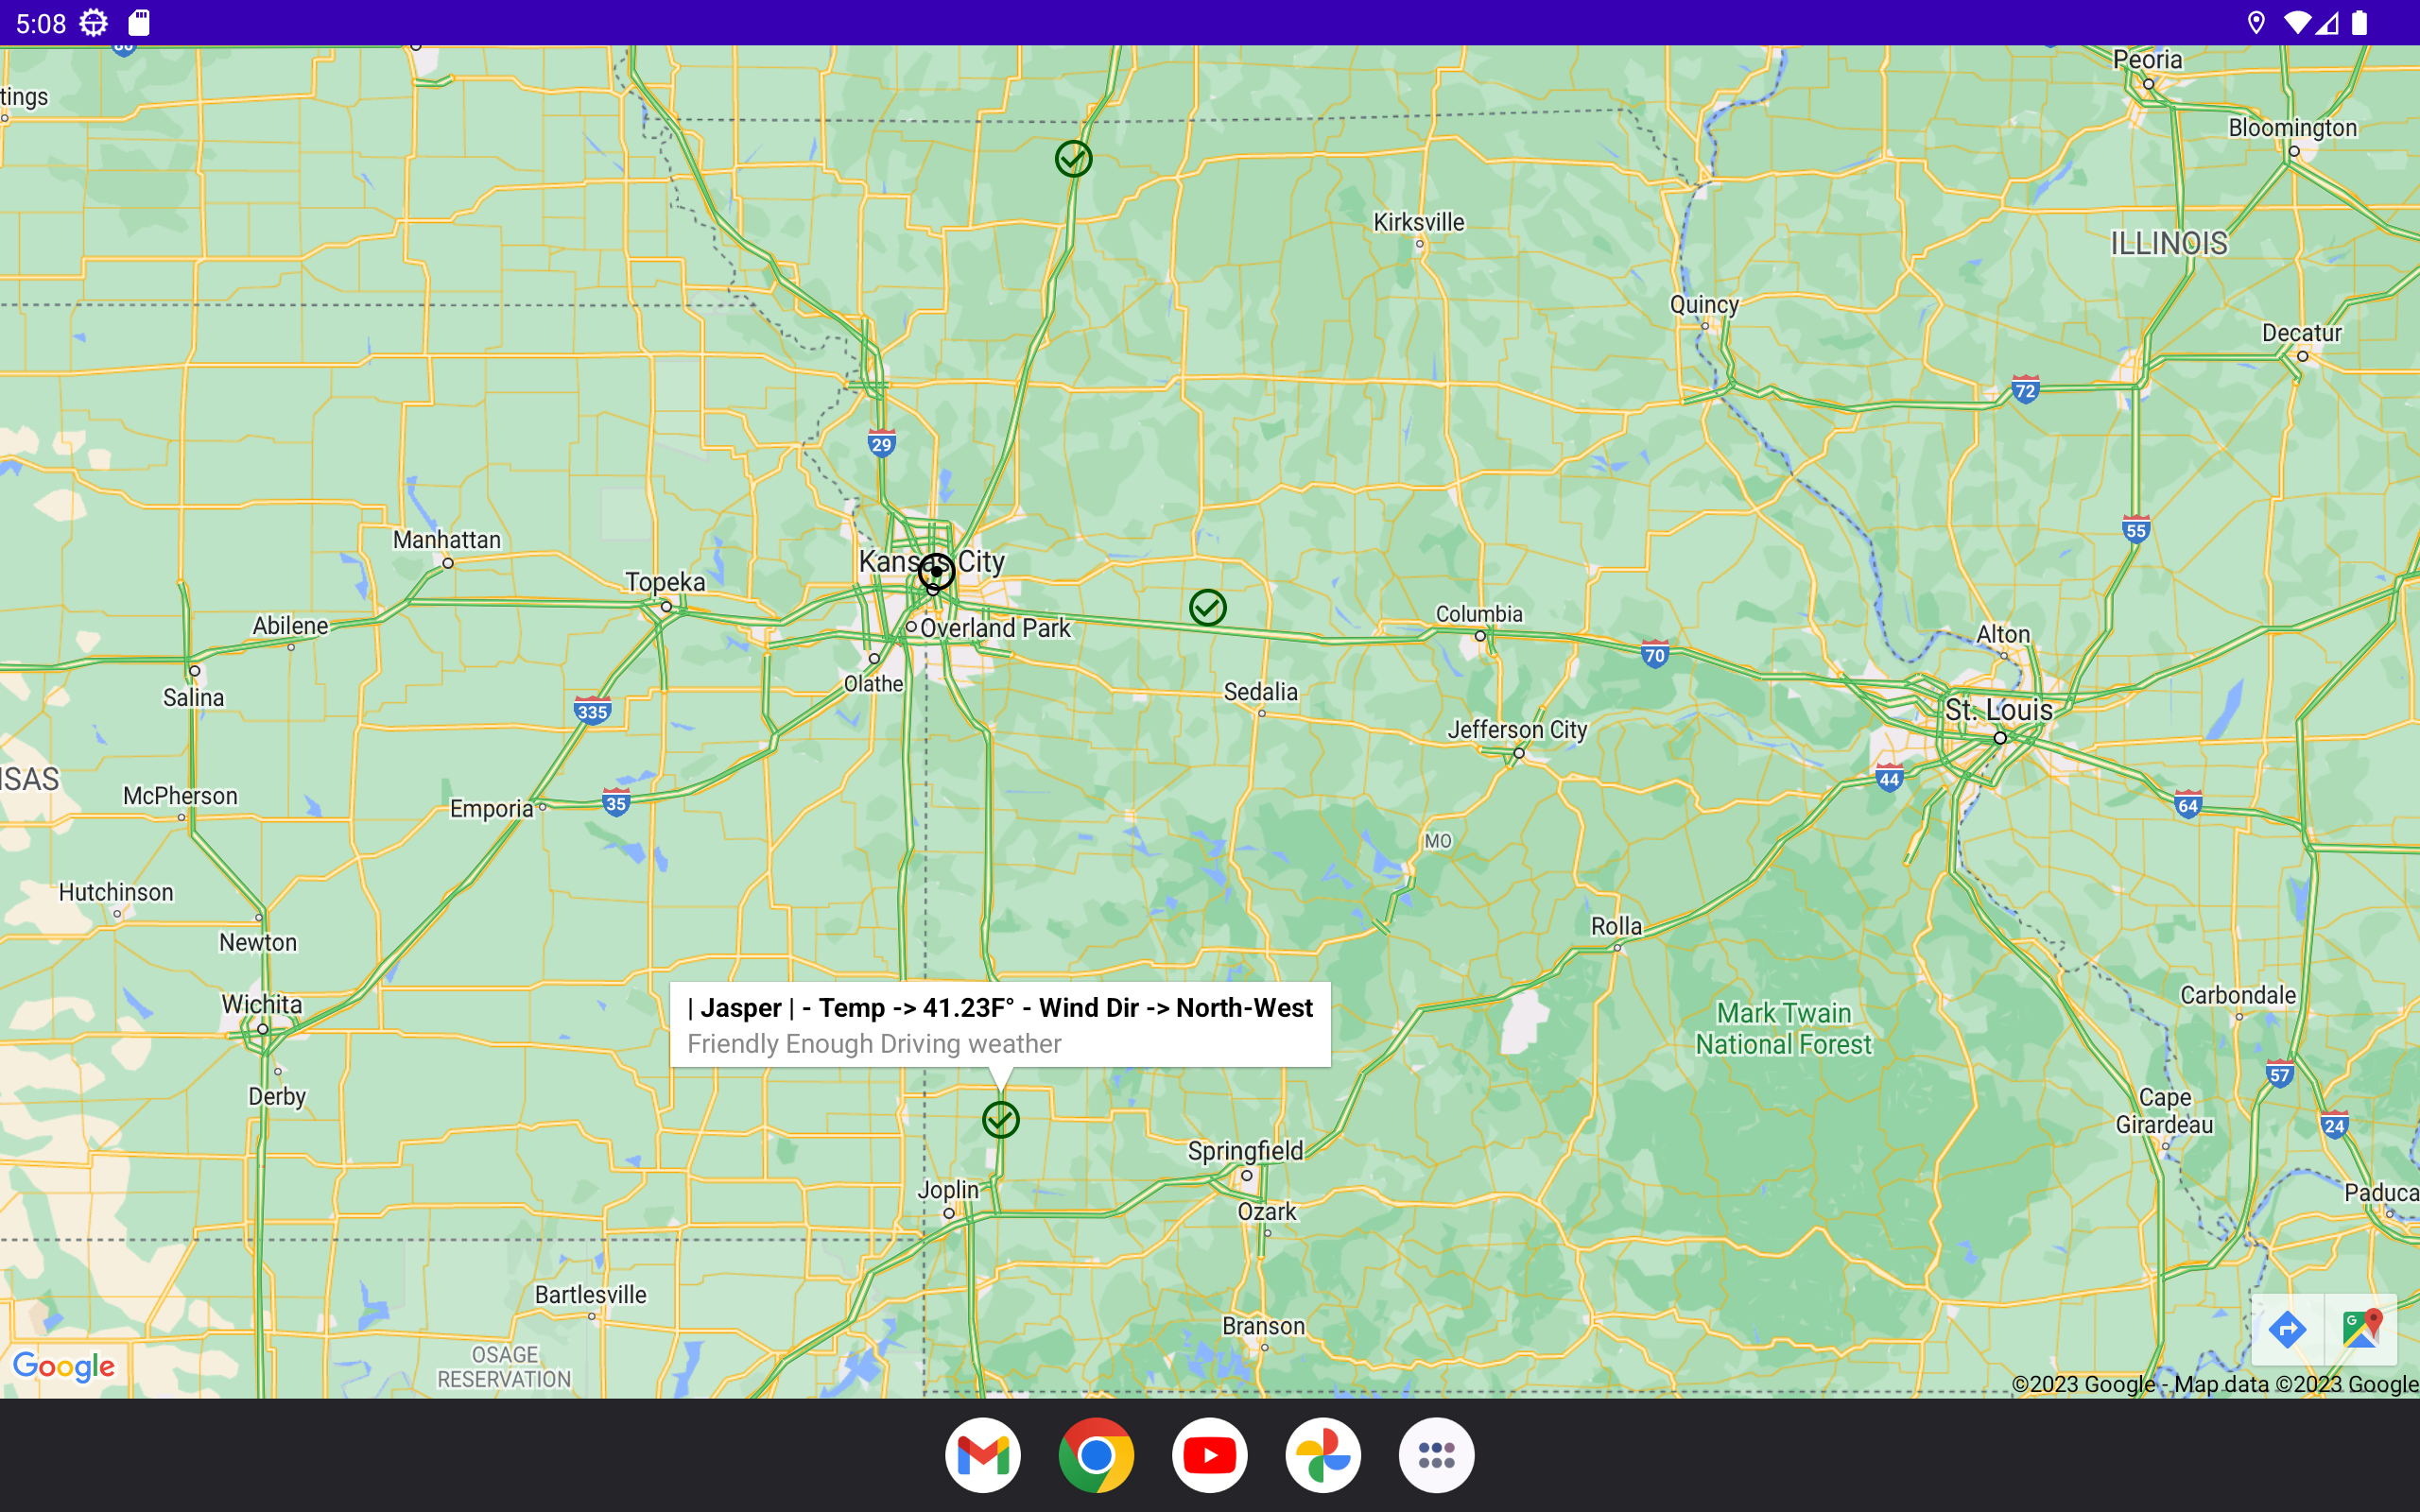 5:08
80
Peoria
tings
Bloomington
Kirksville
ILLINOIS
Quincy
Decatur
72
29
55
Manhattan
Kansas City
Topeka
Abilene
Overland Park
Columbia
Alton
70
Salina
Olathe
Sedalia
335
St. Louis
Jefferson City
NSAS
McPherson
Emporia
35
44
64
MO
Hutchinson
Rolla
Newton
Wichita
| Jasper | - Temp -> 41.23F° - Wind Dir -> North-West
Friendly Enough Driving weather
Carbondale
Mark Twain
National Forest
57
Derby
Cape
Girardeau
24
Springfield
Joplin
Ozark
Paduca
Bartlesville
Branson
OSAGE
RESERVATION
Google
G
©2023 Google - Map data ©2023 Google